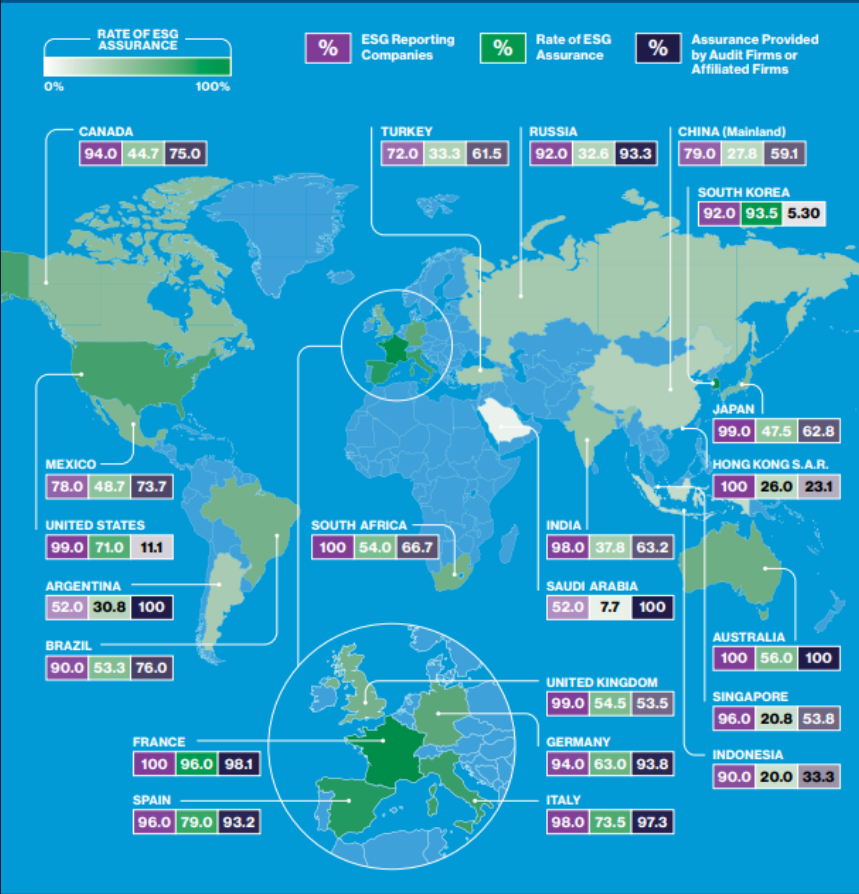 RATE OF ESG
ASSURANCE
0% 100%
% ESG Reporting
Companies
% Rate of ESG
Assurance
% Assurance Provided
by Audit Firms or
Affiliated Firms
CANADA
94.0 44.7 75.0
TURKEY
72.0 33.3 61.5
RUSSIA
92.0 32.6 93.3
CHINA (Mainland)
79.0 27.8 59.1
SOUTH KOREA
92.0 93.5 5.30
JAPAN
99.0 47.5 62.8
MEXICO
78.0 48.7 73.7
HONG KONG S.A.R.
100 26.0 23.1
UNITED STATES
99.0 71.0 11.1
SOUTH AFRICA
100 54.0 66.7
INDIA
98.0 37.8 63.2
ARGENTINA
52.0 30.8 100
SAUDI ARABIA
52.0 7.7 100
BRAZIL
90.0 53.3 76.0
AUSTRALIA
100 56.0 100
UNITED KINGDOM
99.0 54.5 53.5
SINGAPORE
96.0 20.8 53.8
FRANCE
100 96.0 98.1
GERMANY
94.0 63.0 93.8
INDONESIA
90.0 20.0 33.3
SPAIN
96.0 79.0 93.2
ITALY
98.0 73.5 97.3